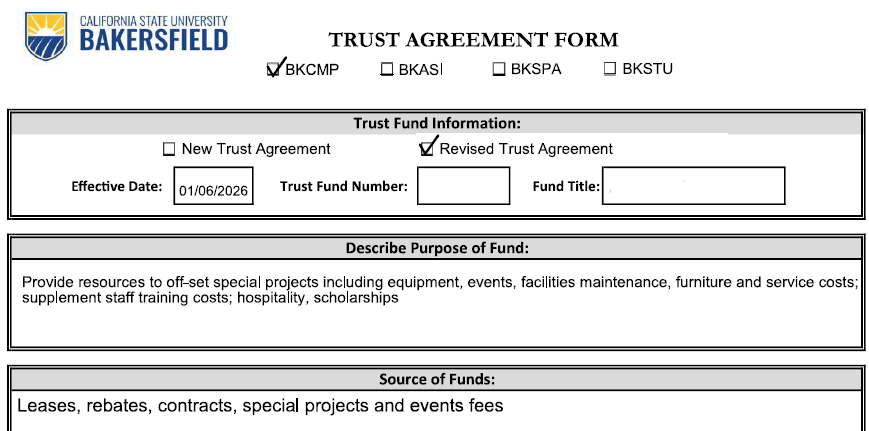 CALIFORNIA STATE UNIVERSITY
BAKERSFIELD
TRUST AGREEMENT FORM
BKCMP BKASI BKSPA BKSTU
Trust Fund Information:
New Trust Agreement Revised Trust Agreement
Effective Date: 01/06/2026 Trust Fund Number: Fund Title:
Describe Purpose of Fund:
Provide resources to off-set special projects including equipment, events, facilities maintenance, furniture and service costs;
supplement staff training costs; hospitality, scholarships
Source of Funds:
Leases, rebates, contracts, special projects and events fees